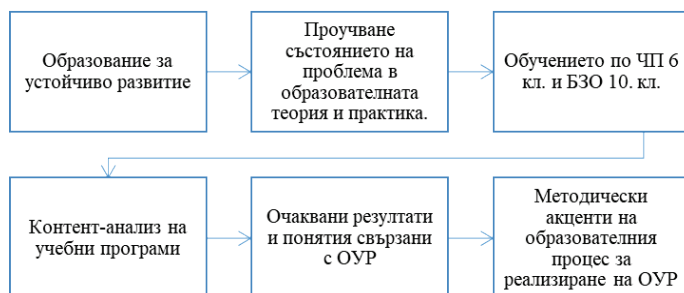 Образование за
устойчиво развитие
Проучване
състоянието на
проблема в
образователната
теория и практика.
Обучението по ЧП 6
кл. и БЗО 10. кл.
Контент-анализ на
учебни програми
Очаквани резултати
и понятия свързани
с ОУР
Методически
акценти на
образователния
процес за
реализиране на ОУР